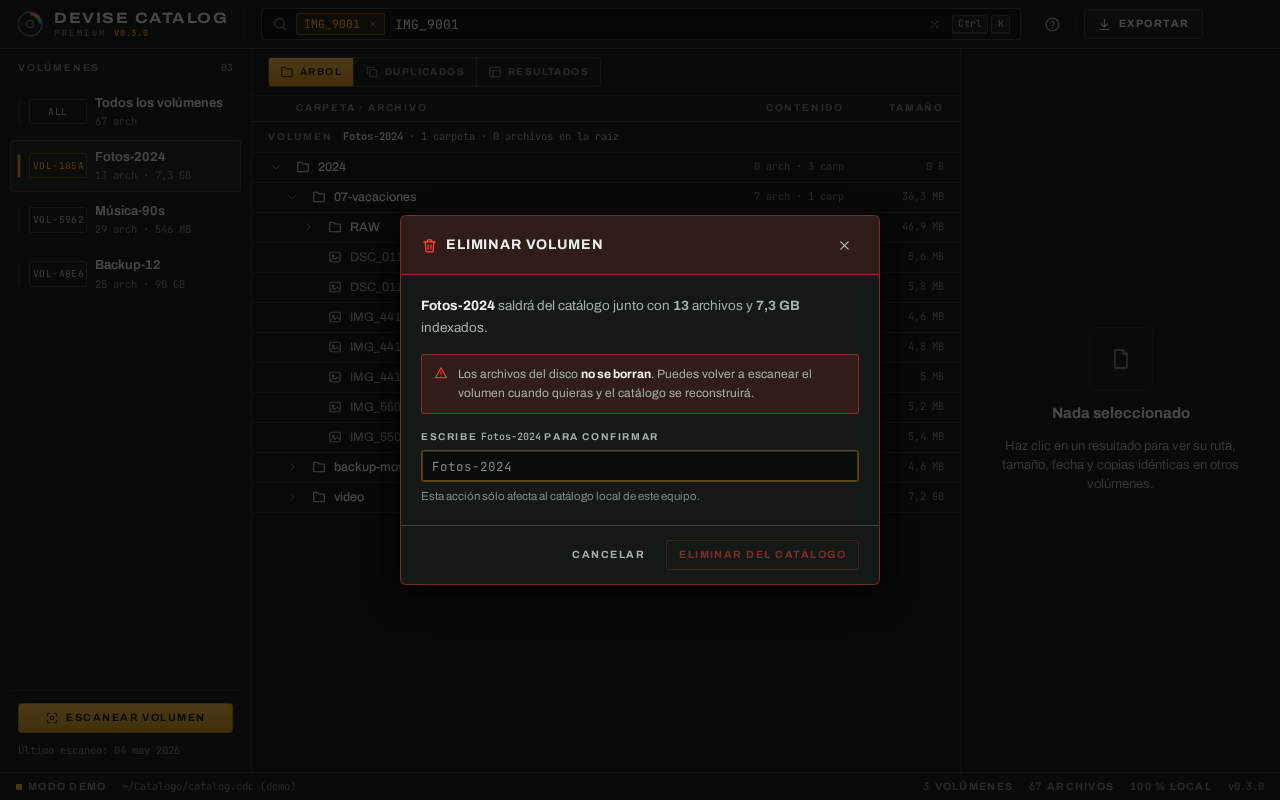 DEVISE CATALOG
PREMIUM V0.3.0
IMG_9001 × IMG_9001
Ctrl K
EXPORTAR
VOLÚMENES 03
ALL
Todos los volúmenes
67 arch
VOL-185A
Fotos-2024
13 arch · 7,3 GB
VOL-5962
Música-90s
29 arch · 546 MB
VOL-A8E6
Backup-12
25 arch · 90 GB
ESCANEAR VOLUMEN
Último escaneo: 04 may 2026
ÁRBOL DUPLICADOS RESULTADOS
CARPETA · ARCHIVO CONTENIDO TAMAÑO
VOLUMEN Fotos-2024 · 1 carpeta · 0 archivos en la raíz
2024 0 arch · 3 carp 0 B
07-vacaciones 7 arch · 1 carp 36,3 MB
RAW 46,9 MB
DSC_011 5,6 MB
DSC_011 5,8 MB
IMG_441 4,6 MB
IMG_441 4,8 MB
IMG_441 5 MB
IMG_550 5,2 MB
IMG_550 5,4 MB
backup-mov 4,6 MB
video 7,2 GB
ELIMINAR VOLUMEN
Fotos-2024 saldrá del catálogo junto con 13 archivos y 7,3 GB
indexados.
Los archivos del disco no se borran. Puedes volver a escanear el
volumen cuando quieras y el catálogo se reconstruirá.
ESCRIBE Fotos-2024 PARA CONFIRMAR
Fotos-2024
Esta acción sólo afecta al catálogo local de este equipo.
CANCELAR ELIMINAR DEL CATÁLOGO
Nada seleccionado
Haz clic en un resultado para ver su ruta,
tamaño, fecha y copias idénticas en otros
volúmenes.
MODO DEMO ~/Catalogo/catalog.cdc (demo) 3 VOLÚMENES 67 ARCHIVOS 100 % LOCAL v0.3.0